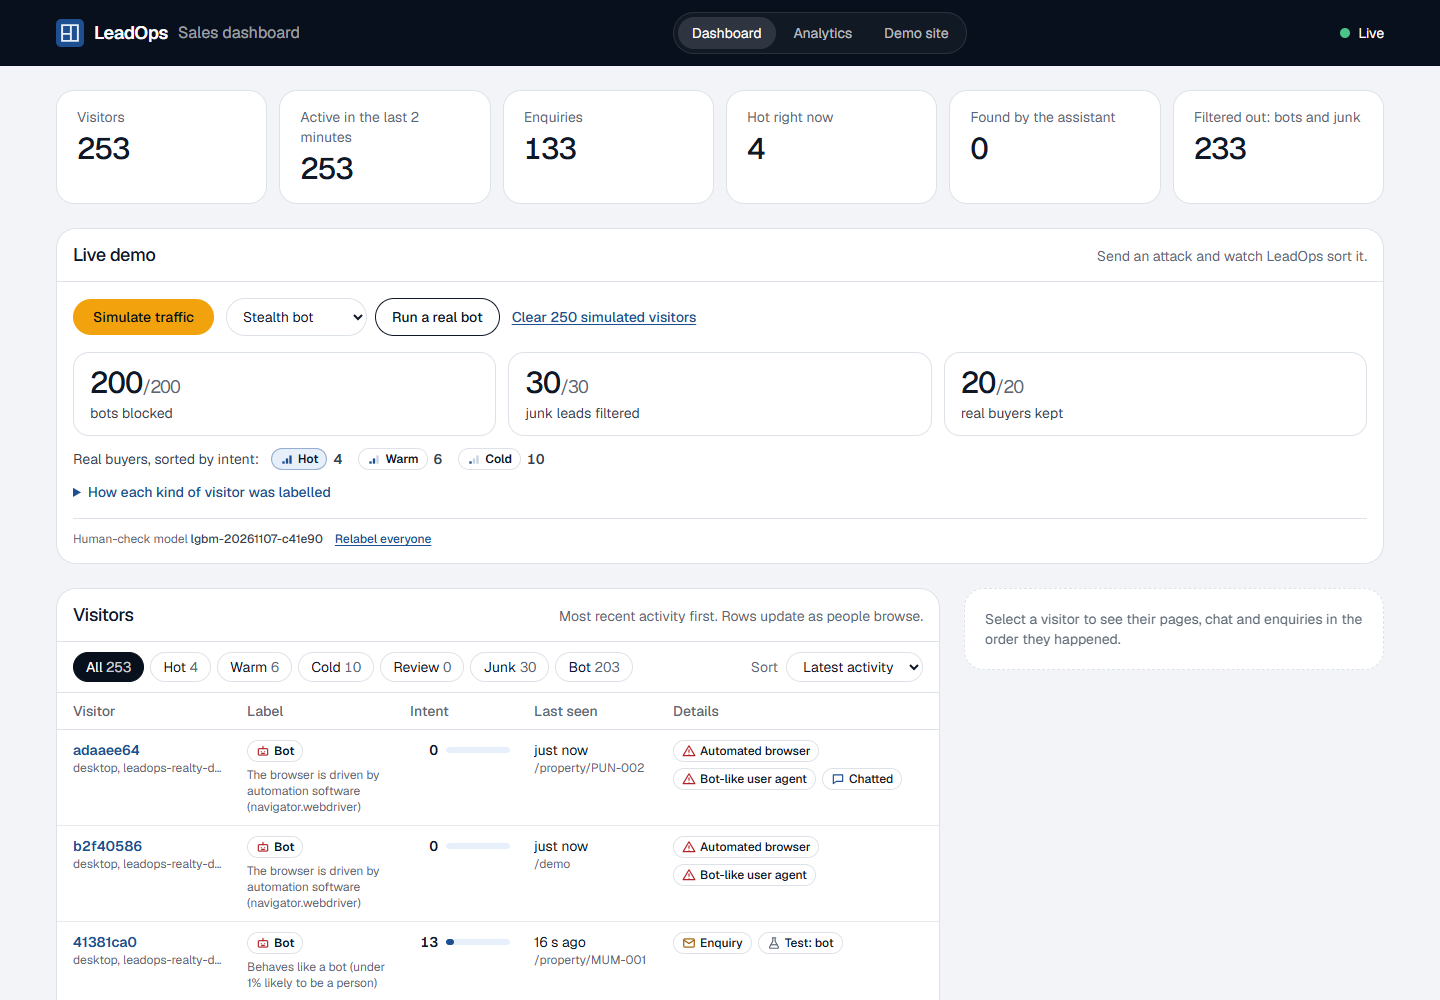 LeadOps Sales dashboard
Dashboard Analytics Demo site
Live
Visitors
253
Active in the last 2
minutes
253
Enquiries
133
Hot right now
4
Found by the assistant
0
Filtered out: bots and junk
233
Live demo
Send an attack and watch LeadOps sort it.
Simulate traffic Stealth bot Run a real bot Clear 250 simulated visitors
200/200
bots blocked
30/30
junk leads filtered
20/20
real buyers kept
Real buyers, sorted by intent: Hot 4 Warm 6 Cold 10
How each kind of visitor was labelled
Human-check model lgbm-20261107-c41e90 Relabel everyone
Visitors
Most recent activity first. Rows update as people browse.
All 253 Hot 4 Warm 6 Cold 10 Review 0 Junk 30 Bot 203 Sort Latest activity
Visitor Label Intent Last seen Details
adaaee64
desktop, leadops-realty-d...
Bot
The browser is driven by
automation software
(navigator.webdriver)
0
just now
/property/PUN-002
Automated browser
Bot-like user agent Chatted
b2f40586
desktop, leadops-realty-d...
Bot
The browser is driven by
automation software
(navigator.webdriver)
0
just now
/demo
Automated browser
Bot-like user agent
41381ca0
desktop, leadops-realty-d...
Bot
Behaves like a bot (under
1% likely to be a person)
13
16 s ago
/property/MUM-001
Enquiry Test: bot
Select a visitor to see their pages, chat and enquiries in the
order they happened.